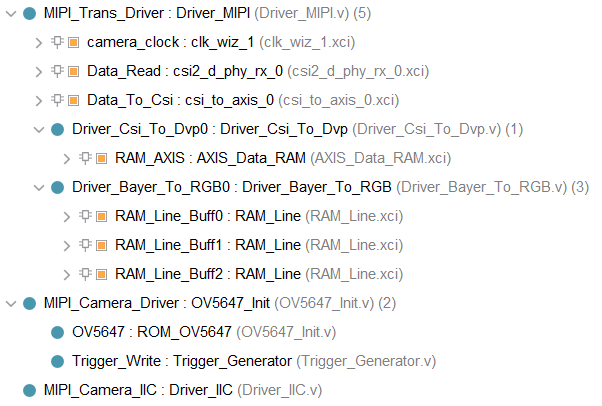 MIPI_Trans_Driver : Driver_MIPI (Driver_MIPI.v) (5)
camera_clock : clk_wiz_1 (clk_wiz_1.xci)
Data_Read : csi2_d_phy_rx_0 (csi2_d_phy_rx_0.xci)
Data_To_Csi : csi_to_axis_0 (csi_to_axis_0.xci)
Driver_Csi_To_Dvp0 : Driver_Csi_To_Dvp (Driver_Csi_To_Dvp.v) (1)
RAM_AXIS : AXIS_Data_RAM (AXIS_Data_RAM.xci)
Driver_Bayer_To_RGB0 : Driver_Bayer_To_RGB (Driver_Bayer_To_RGB.v) (3)
RAM_Line_Buff0 : RAM_Line (RAM_Line.xci)
RAM_Line_Buff1 : RAM_Line (RAM_Line.xci)
RAM_Line_Buff2 : RAM_Line (RAM_Line.xci)
MIPI_Camera_Driver : OV5647_Init (OV5647_Init.v) (2)
OV5647 : ROM_OV5647 (OV5647_Init.v)
Trigger_Write : Trigger_Generator (Trigger_Generator.v)
MIPI_Camera_IIC : Driver_IIC (Driver_IIC.v)